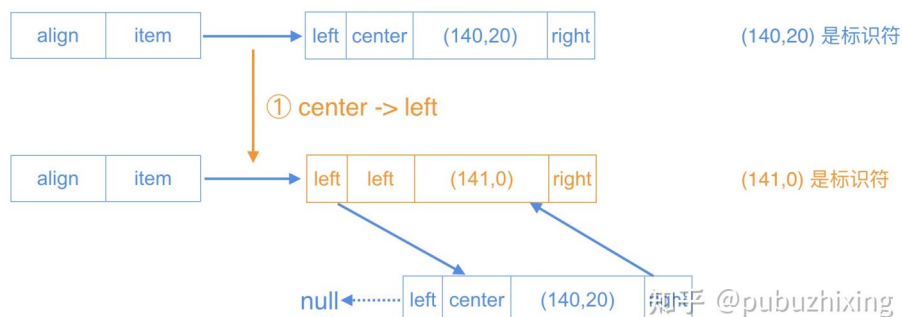 align item left center (140,20) right (140,20) 是标识符
① center -> left
align item left left (141,0) right (141,0) 是标识符
null left center (140,20) right
知乎 @pubuzhixing